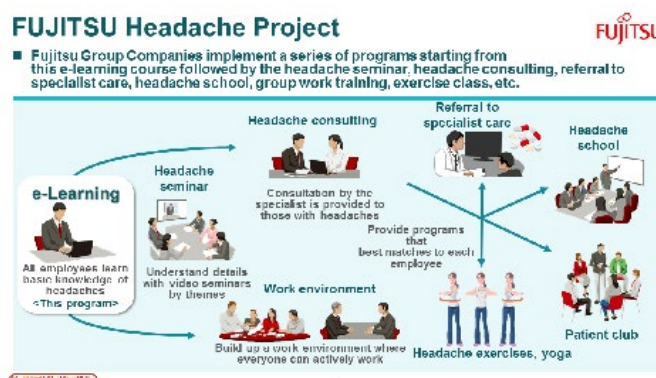 FUJITSU Headache Project
FUJITSU
■ Fujitsu Group Companies implement a series of programs starting from
this e-learning course followed by the headache seminar, headache consulting, referral to
specialist care, headache school, group work training, exercise class, etc.
e-Learning
All employees learn
basic knowledge of
headaches
<This program>
Headache
seminar
Understand details
with video seminars
by themes
Headache consulting
Consultation by the
specialist is provided to
those with headaches
Work environment
Build up a work environment where
everyone can actively work
Referral to
specialist care
Provide programs
that
best matches to each
employee
Headache
school
Headache exercises, yoga
Patient club